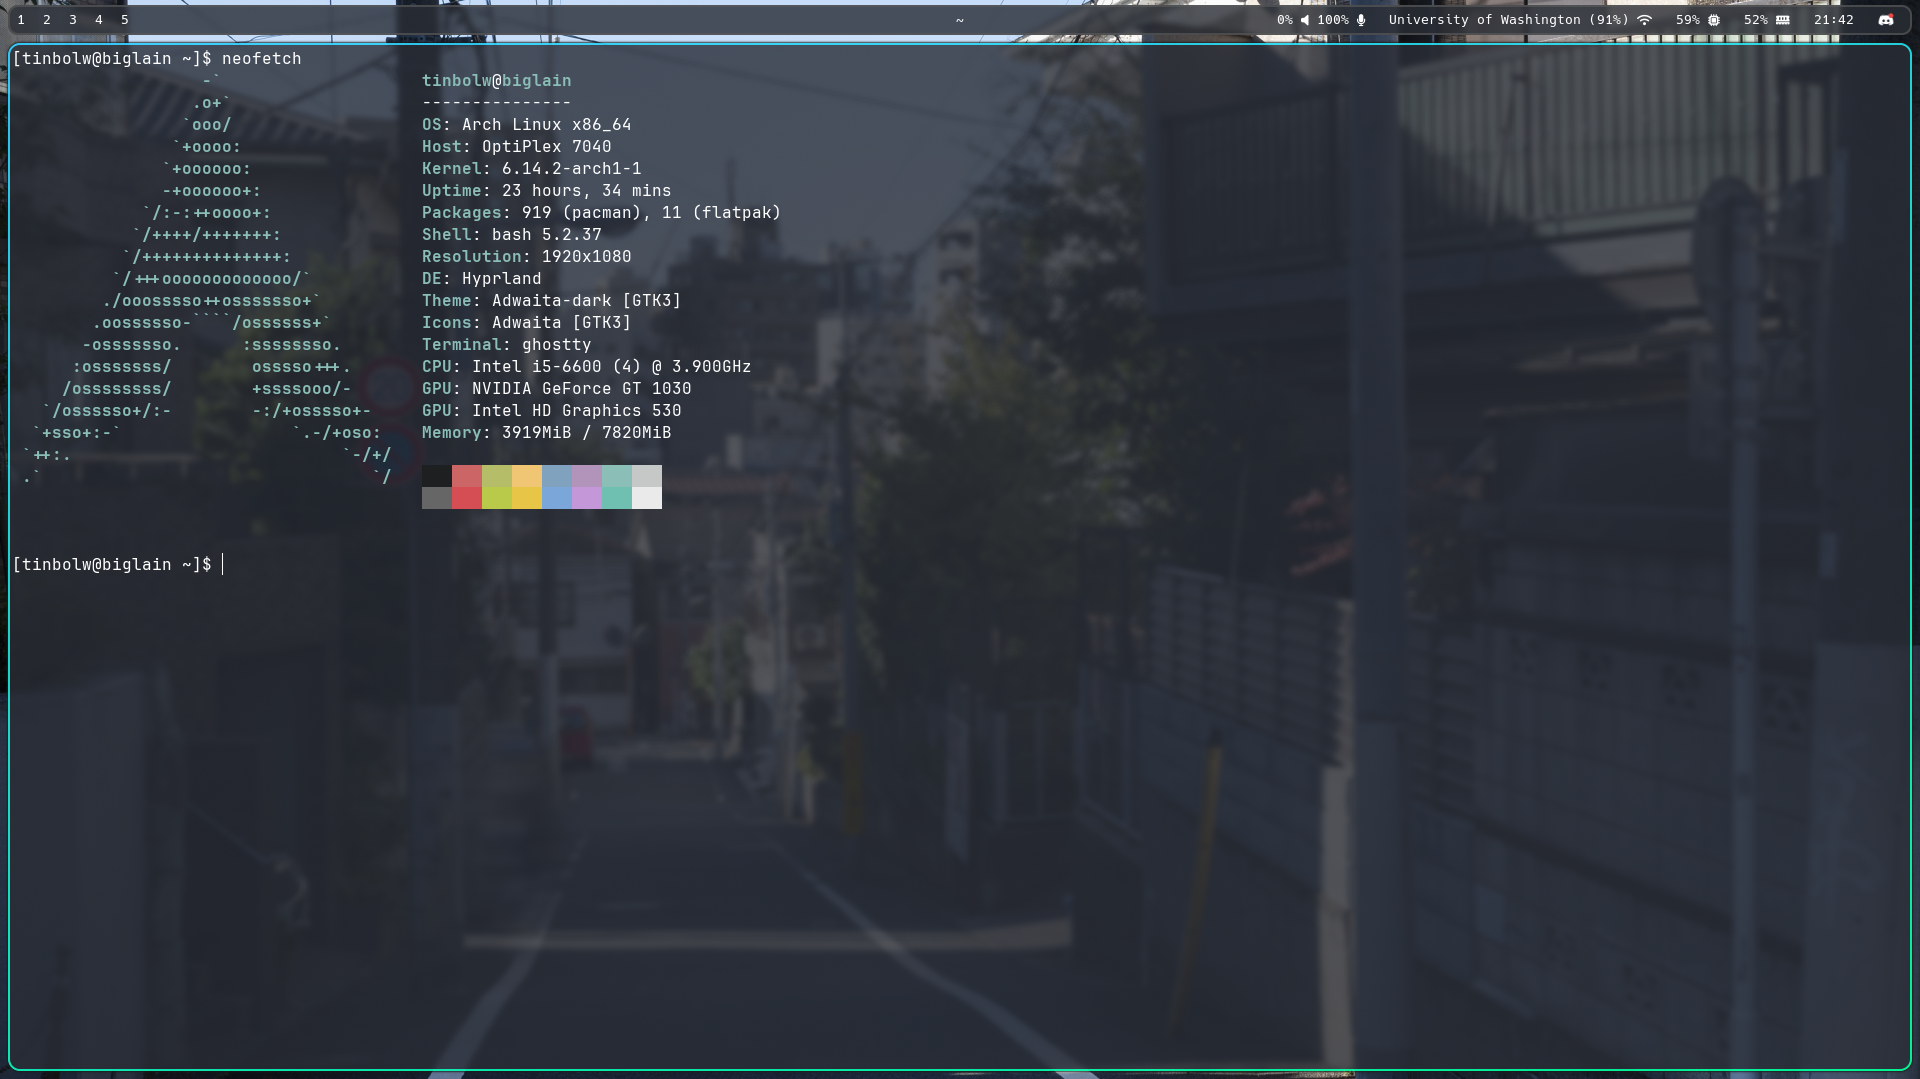 1 2 3 4 5 ~ 0% 100% University of Washington (91%) 59% 52% 21:42
[tinbolw@biglain ~]$ neofetch
                   -`                    tinbolw@biglain
                  .o+`                   ---------------
                 `ooo/                   OS: Arch Linux x86_64
                `+oooo:                  Host: OptiPlex 7040
               `+oooooo:                 Kernel: 6.14.2-arch1-1
               -+oooooo+:                Uptime: 23 hours, 34 mins
             `/:-:++oooo+:               Packages: 919 (pacman), 11 (flatpak)
            `/++++/+++++++:              Shell: bash 5.2.37
           `/++++++++++++++:             Resolution: 1920x1080
          `/+++ooooooooooooo/`           DE: Hyprland
         ./ooosssso++osssssso+`          Theme: Adwaita-dark [GTK3]
        .oossssso-````/ossssss+`         Icons: Adwaita [GTK3]
       -osssssso.      :ssssssso.        Terminal: ghostty
      :osssssss/        osssso+++.       CPU: Intel i5-6600 (4) @ 3.900GHz
     /ossssssss/        +ssssooo/-       GPU: NVIDIA GeForce GT 1030
   `/ossssso+/:-        -:/+osssso+-     GPU: Intel HD Graphics 530
  `+sso+:-`                 `.-/+oso:    Memory: 3919MiB / 7820MiB
 `++:.                           `-/+/
 .`                                 `/
[tinbolw@biglain ~]$